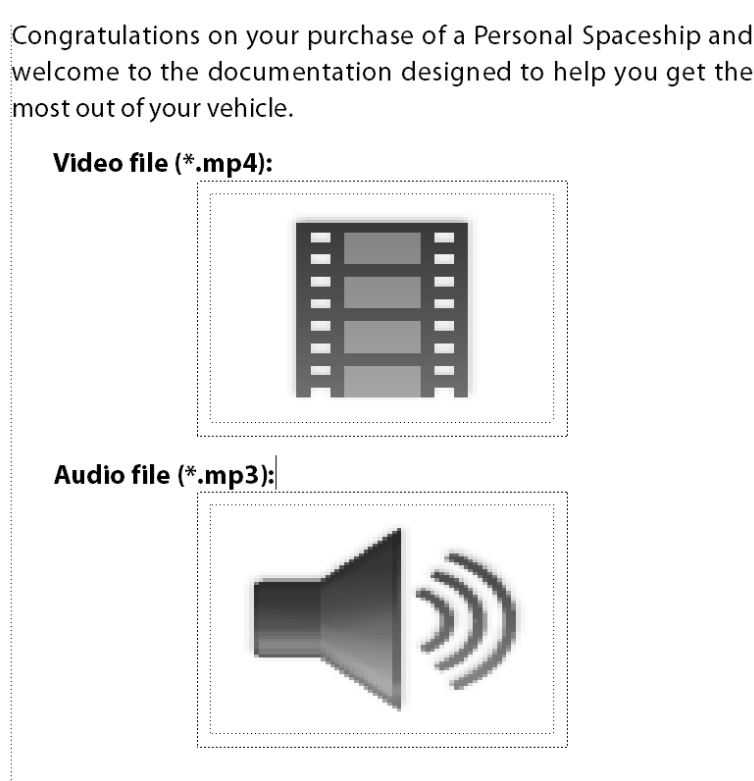 Congratulations on your purchase of a Personal Spaceship and
welcome to the documentation designed to help you get the
most out of your vehicle.
Video file (*.mp4):
Audio file (*.mp3):